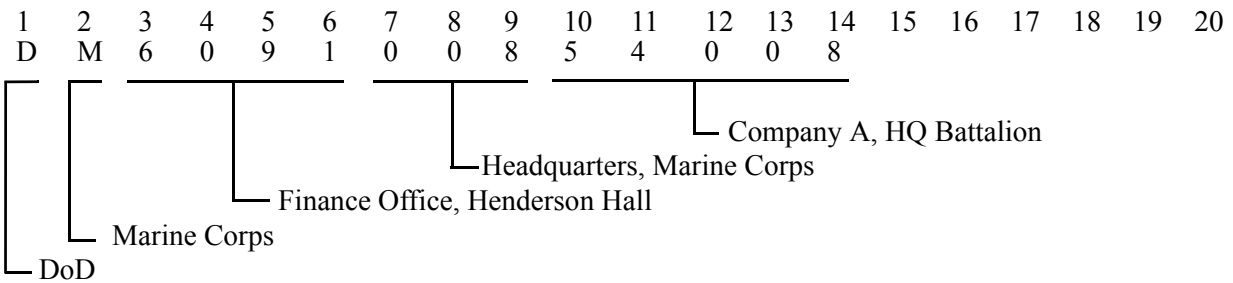 1 2 3 4 5 6 7 8 9 10 11 12 13 14 15 16 17 18 19 20
D M 6 0 9 1 0 0 8 5 4 0 0 8
Company A, HQ Battalion
Headquarters, Marine Corps
Finance Office, Henderson Hall
Marine Corps
DoD